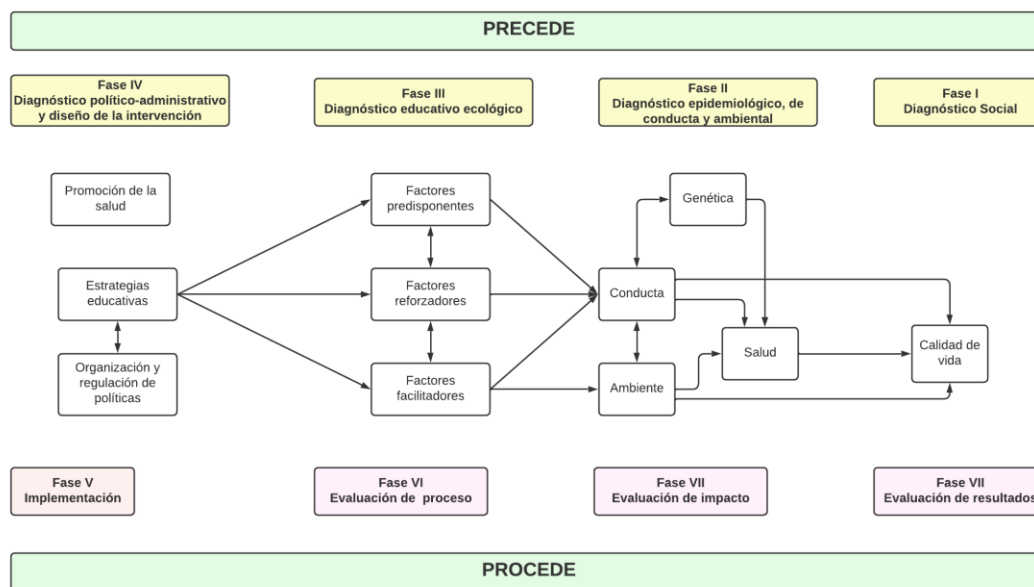 PRECEDE
Fase IV
Diagnóstico político-administrativo
y diseño de la intervención
Fase III
Diagnóstico educativo ecológico
Fase II
Diagnóstico epidemiológico, de
conducta y ambiental
Fase I
Diagnóstico Social
Promoción de la
salud
Factores
predisponentes
Genética
Estrategias
educativas
Factores
reforzadores
Conducta
Salud
Calidad de
vida
Organización y
regulación de
políticas
Factores
facilitadores
Ambiente
Fase V
Implementación
Fase VI
Evaluación de proceso
Fase VII
Evaluación de impacto
Fase VII
Evaluación de resultados
PROCEDE